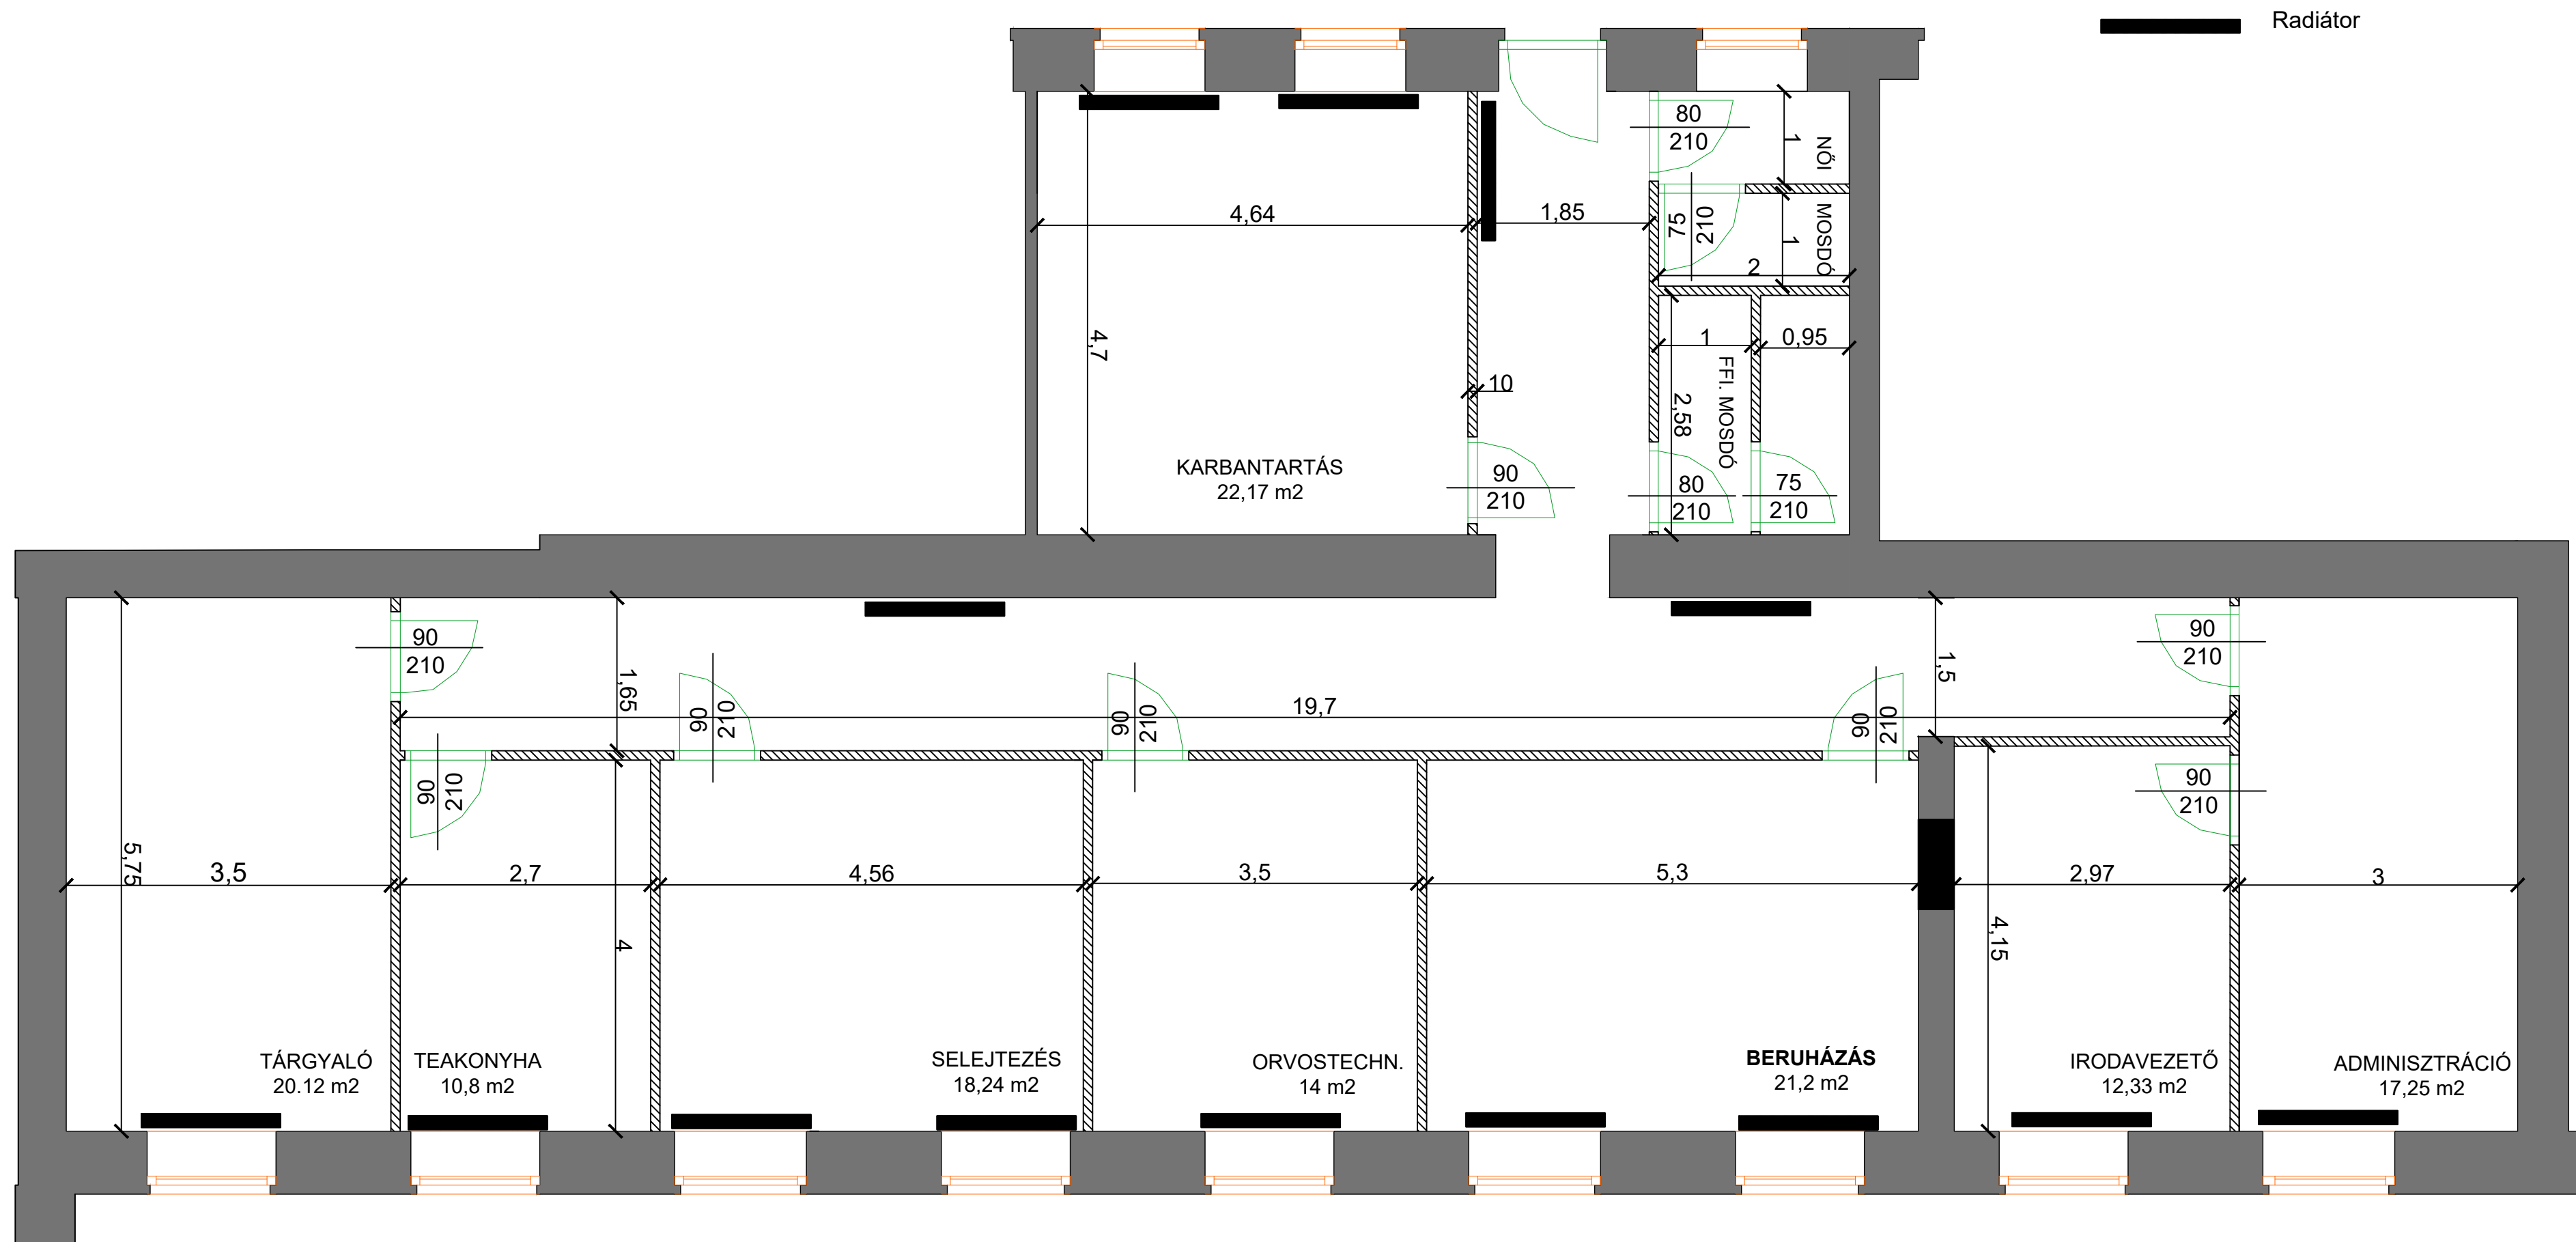 Radiátor
80
210
1
NŐI
75
210
1
MOSDÓ
2
4,64
1,85
4,7
1
0,95
10
2,58
FFI. MOSDÓ
KARBANTARTÁS
22,17 m2
90
210
80
210
75
210
90
210
1,65
90
210
19,7
90
210
90
210
1,5
90
210
90
210
90
210
5,75
3,5
2,7
4,56
3,5
5,3
2,97
3
4
4,15
TÁRGYALÓ
20.12 m2
TEAKONYHA
10,8 m2
SELEJTEZÉS
18,24 m2
ORVOSTECHN.
14 m2
BERUHÁZÁS
21,2 m2
IRODAVEZETŐ
12,33 m2
ADMINISZTRÁCIÓ
17,25 m2